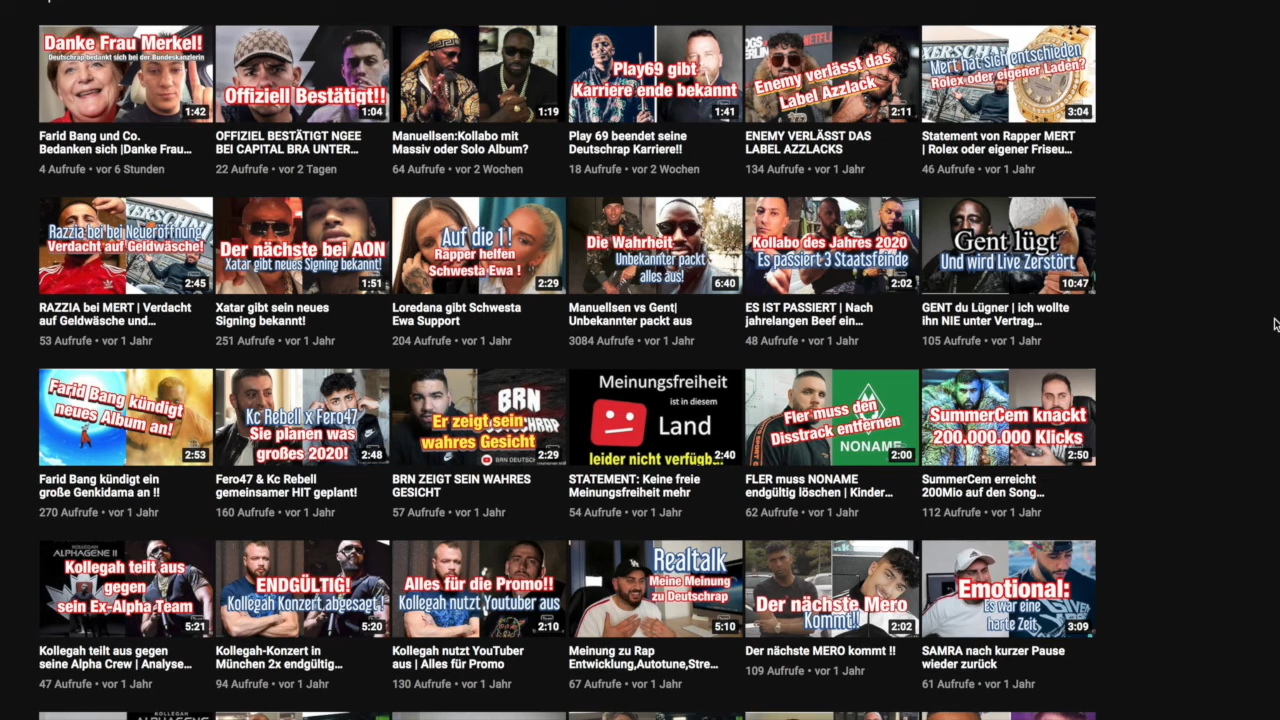 Danke Frau Merkel!
Deutschrap bedankt sich bei der Bundeskanzlerin
1:42
Offiziell Bestätigt!!
1:04
1:19
Play69 gibt
Karriere ende bekannt
1:41
OGS
BERLIN
NETFLI
Enemy verlässt das
Label Azzlack
2:11
XERSCHN
Mert hat sich entschieden
Rolex oder eigener Laden?
3:04
Farid Bang und Co.
Bedanken sich |Danke Frau...
4 Aufrufe • vor 6 Stunden
OFFIZIEL BESTÄTIGT NGEE
BEI CAPITAL BRA UNTER...
22 Aufrufe • vor 2 Tagen
Manuellsen:Kollabo mit
Massiv oder Solo Album?
64 Aufrufe • vor 2 Wochen
Play 69 beendet seine
Deutschrap Karriere!!
18 Aufrufe • vor 2 Wochen
ENEMY VERLÄSST DAS
LABEL AZZLACKS
134 Aufrufe • vor 1 Jahr
Statement von Rapper MERT
| Rolex oder eigener Friseu...
46 Aufrufe • vor 1 Jahr
Razzia bei bei Neueröffnung
Verdacht auf Geldwäsche!
XERSCHN
2:45
Der nächste bei AON
Xatar gibt neues Signing bekannt!
1:51
Auf die 1!
Rapper helfen
Schwesta Ewa !
2:29
Die Wahrheit
Unbekannter packt
alles aus!
6:40
Kollabo des Jahres 2020
Es passiert 3 Staatsfeinde
2:02
Gent lügt
Und wird Live Zerstört
10:47
RAZZIA bei MERT | Verdacht
auf Geldwäsche und...
53 Aufrufe • vor 1 Jahr
Xatar gibt sein neues
Signing bekannt!
251 Aufrufe • vor 1 Jahr
Loredana gibt Schwesta
Ewa Support
204 Aufrufe • vor 1 Jahr
Manuellsen vs Gent|
Unbekannter packt aus
3084 Aufrufe • vor 1 Jahr
ES IST PASSIERT | Nach
jahrelangen Beef ein...
48 Aufrufe • vor 1 Jahr
GENT du Lügner | ich wollte
ihn NIE unter Vertrag...
105 Aufrufe • vor 1 Jahr
Farid Bang kündigt
neues Album an!
2:53
Kc Rebell x Fero47
Sie planen was
großes 2020!
2:48
BRN
Er zeigt sein
wahres Gesicht
BRN DEUTSCH
2:29
Meinungsfreiheit
ist in diesem
Land
leider nicht verfügb..
2:40
Fler muss den
Disstrack entfernen
NONAME
2:00
SummerCem knackt
200.000.000 Klicks
2:50
Farid Bang kündigt ein
große Genkidama an !!
270 Aufrufe • vor 1 Jahr
Fero47 & Kc Rebell
gemeinsamer HIT geplant!
160 Aufrufe • vor 1 Jahr
BRN ZEIGT SEIN WAHRES
GESICHT
57 Aufrufe • vor 1 Jahr
STATEMENT: Keine freie
Meinungsfreiheit mehr
54 Aufrufe • vor 1 Jahr
FLER muss NONAME
endgültig löschen | Kinder...
62 Aufrufe • vor 1 Jahr
SummerCem erreicht
200Mio auf den Song...
112 Aufrufe • vor 1 Jahr
KOLLEGAH
ALPHAGENE II
Kollegah teilt aus
gegen
sein Ex-Alpha Team
5:21
ENDGÜLTIG!
Kollegah Konzert abgesagt!
5:20
Alles für die Promo!!
Kollegah nutzt Youtuber aus
2:10
Realtalk
Meine Meinung
zu Deutschrap
5:10
Der nächste Mero
Kommt!!
2:02
Emotional:
Es war eine
harte Zeit
3:09
Kollegah teilt aus gegen
seine Alpha Crew | Analyse...
47 Aufrufe • vor 1 Jahr
Kollegah-Konzert in
München 2x endgültig...
94 Aufrufe • vor 1 Jahr
Kollegah nutzt YouTuber
aus | Alles für Promo
130 Aufrufe • vor 1 Jahr
Meinung zu Rap
Entwicklung,Autotune,Stre...
67 Aufrufe • vor 1 Jahr
Der nächste MERO kommt !!
109 Aufrufe • vor 1 Jahr
SAMRA nach kurzer Pause
wieder zurück
61 Aufrufe • vor 1 Jahr
KOLLEGAH